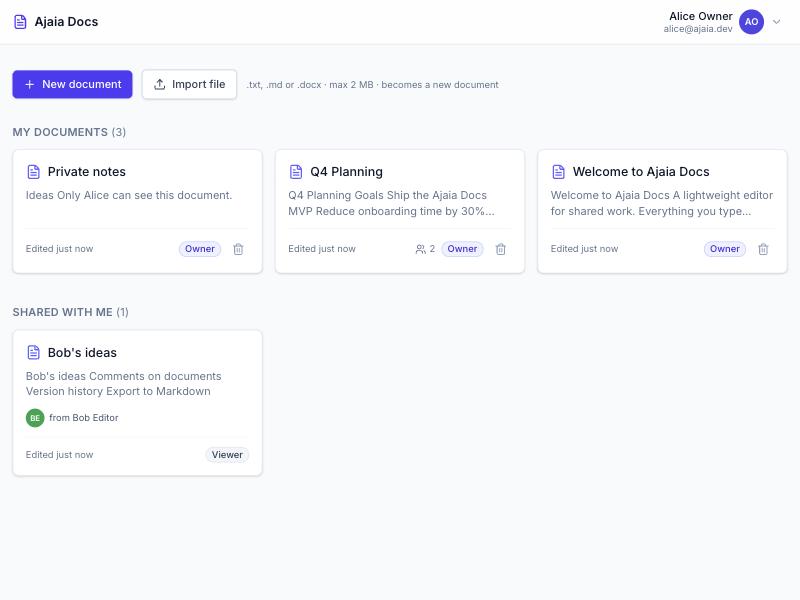 Ajaia Docs
Alice Owner
alice@ajaia.dev
AO
New document
Import file
.txt, .md or .docx · max 2 MB · becomes a new document
MY DOCUMENTS (3)
Private notes
Ideas Only Alice can see this document.
Edited just now
Owner
Q4 Planning
Q4 Planning Goals Ship the Ajaia Docs
MVP Reduce onboarding time by 30%...
Edited just now
2
Owner
Welcome to Ajaia Docs
Welcome to Ajaia Docs A lightweight editor
for shared work. Everything you type...
Edited just now
Owner
SHARED WITH ME (1)
Bob's ideas
Bob's ideas Comments on documents
Version history Export to Markdown
BE
from Bob Editor
Edited just now
Viewer